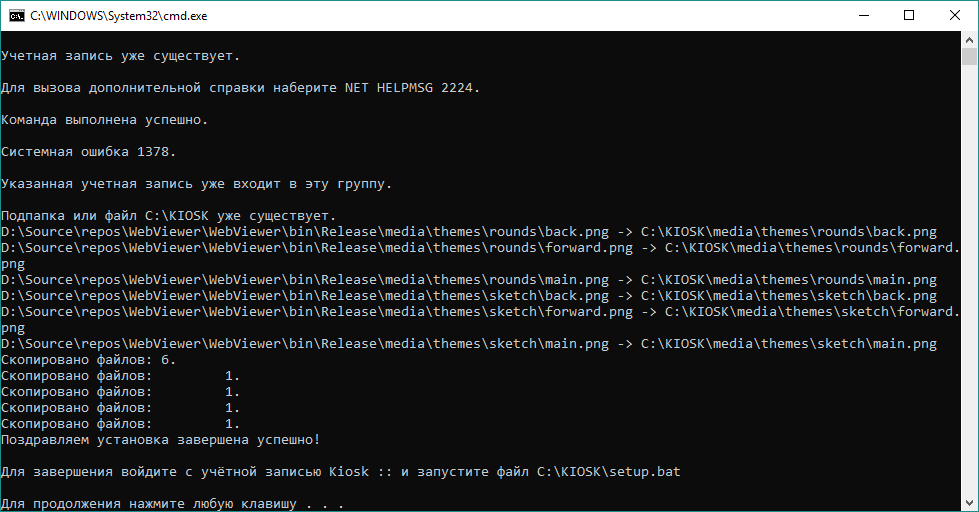 C:\WINDOWS\System32\cmd.exe
Учетная запись уже существует.
Для вызова дополнительной справки наберите NET HELPMSG 2224.
Команда выполнена успешно.
Системная ошибка 1378.
Указанная учетная запись уже входит в эту группу.
Подпапка или файл C:\KIOSK уже существует.
D:\Source\repos\WebViewer\WebViewer\bin\Release\media\themes\rounds\back.png -> C:\KIOSK\media\themes\rounds\back.png
D:\Source\repos\WebViewer\WebViewer\bin\Release\media\themes\rounds\forward.png -> C:\KIOSK\media\themes\rounds\forward.
png
D:\Source\repos\WebViewer\WebViewer\bin\Release\media\themes\rounds\main.png -> C:\KIOSK\media\themes\rounds\main.png
D:\Source\repos\WebViewer\WebViewer\bin\Release\media\themes\sketch\back.png -> C:\KIOSK\media\themes\sketch\back.png
D:\Source\repos\WebViewer\WebViewer\bin\Release\media\themes\sketch\forward.png -> C:\KIOSK\media\themes\sketch\forward.
png
D:\Source\repos\WebViewer\WebViewer\bin\Release\media\themes\sketch\main.png -> C:\KIOSK\media\themes\sketch\main.png
Скопировано файлов: 6.
Скопировано файлов:         1.
Скопировано файлов:         1.
Скопировано файлов:         1.
Скопировано файлов:         1.
Поздравляем установка завершена успешно!
Для завершения войдите с учётной записью Kiosk :: и запустите файл C:\KIOSK\setup.bat
Для продолжения нажмите любую клавишу . . .